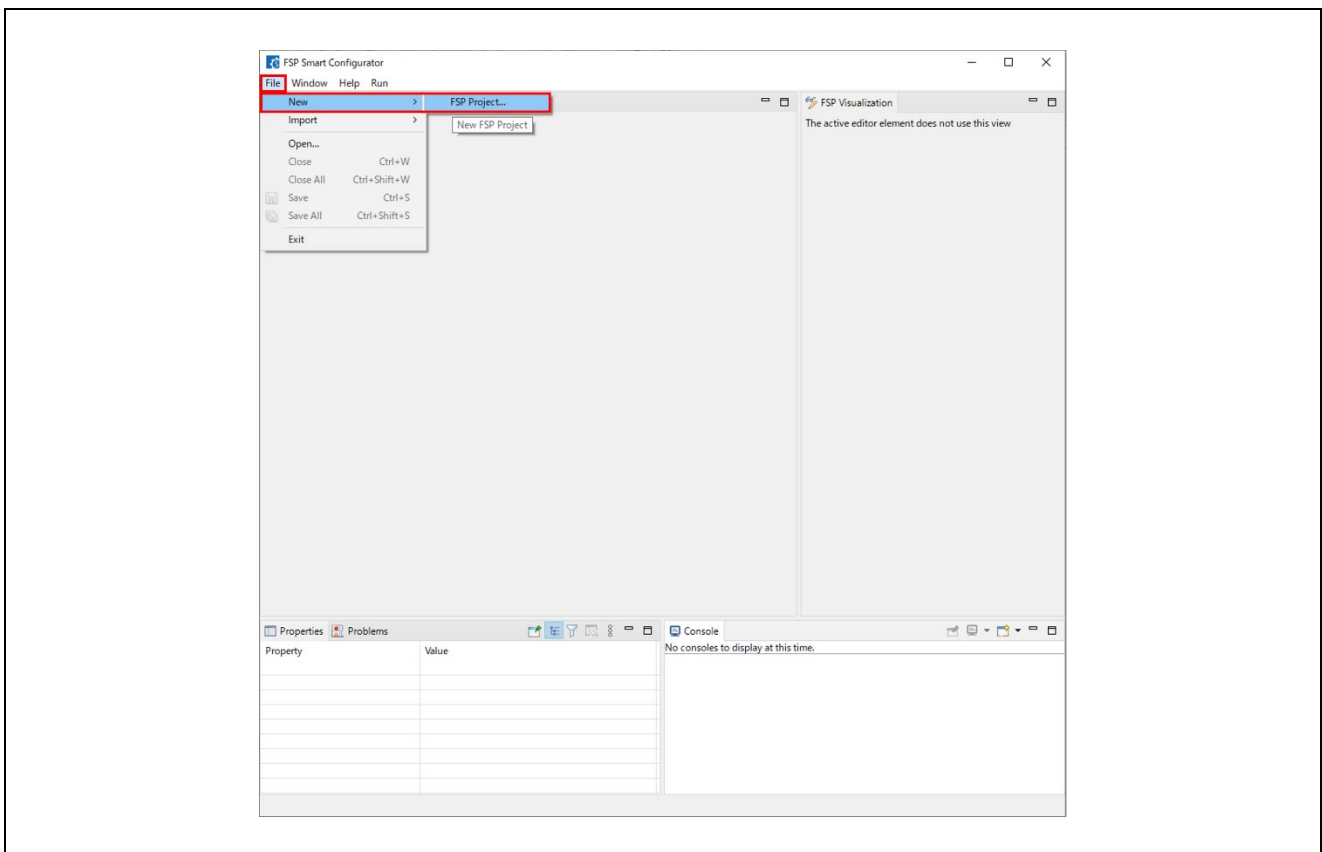 FSP Smart Configurator
File Window Help Run
New > FSP Project...
New FSP Project
Import >
Open...
Close Ctrl+W
Close All Ctrl+Shift+W
Save Ctrl+S
Save All Ctrl+Shift+S
Exit
FSP Visualization
The active editor element does not use this view
Properties Problems
Property Value
Console
No consoles to display at this time.